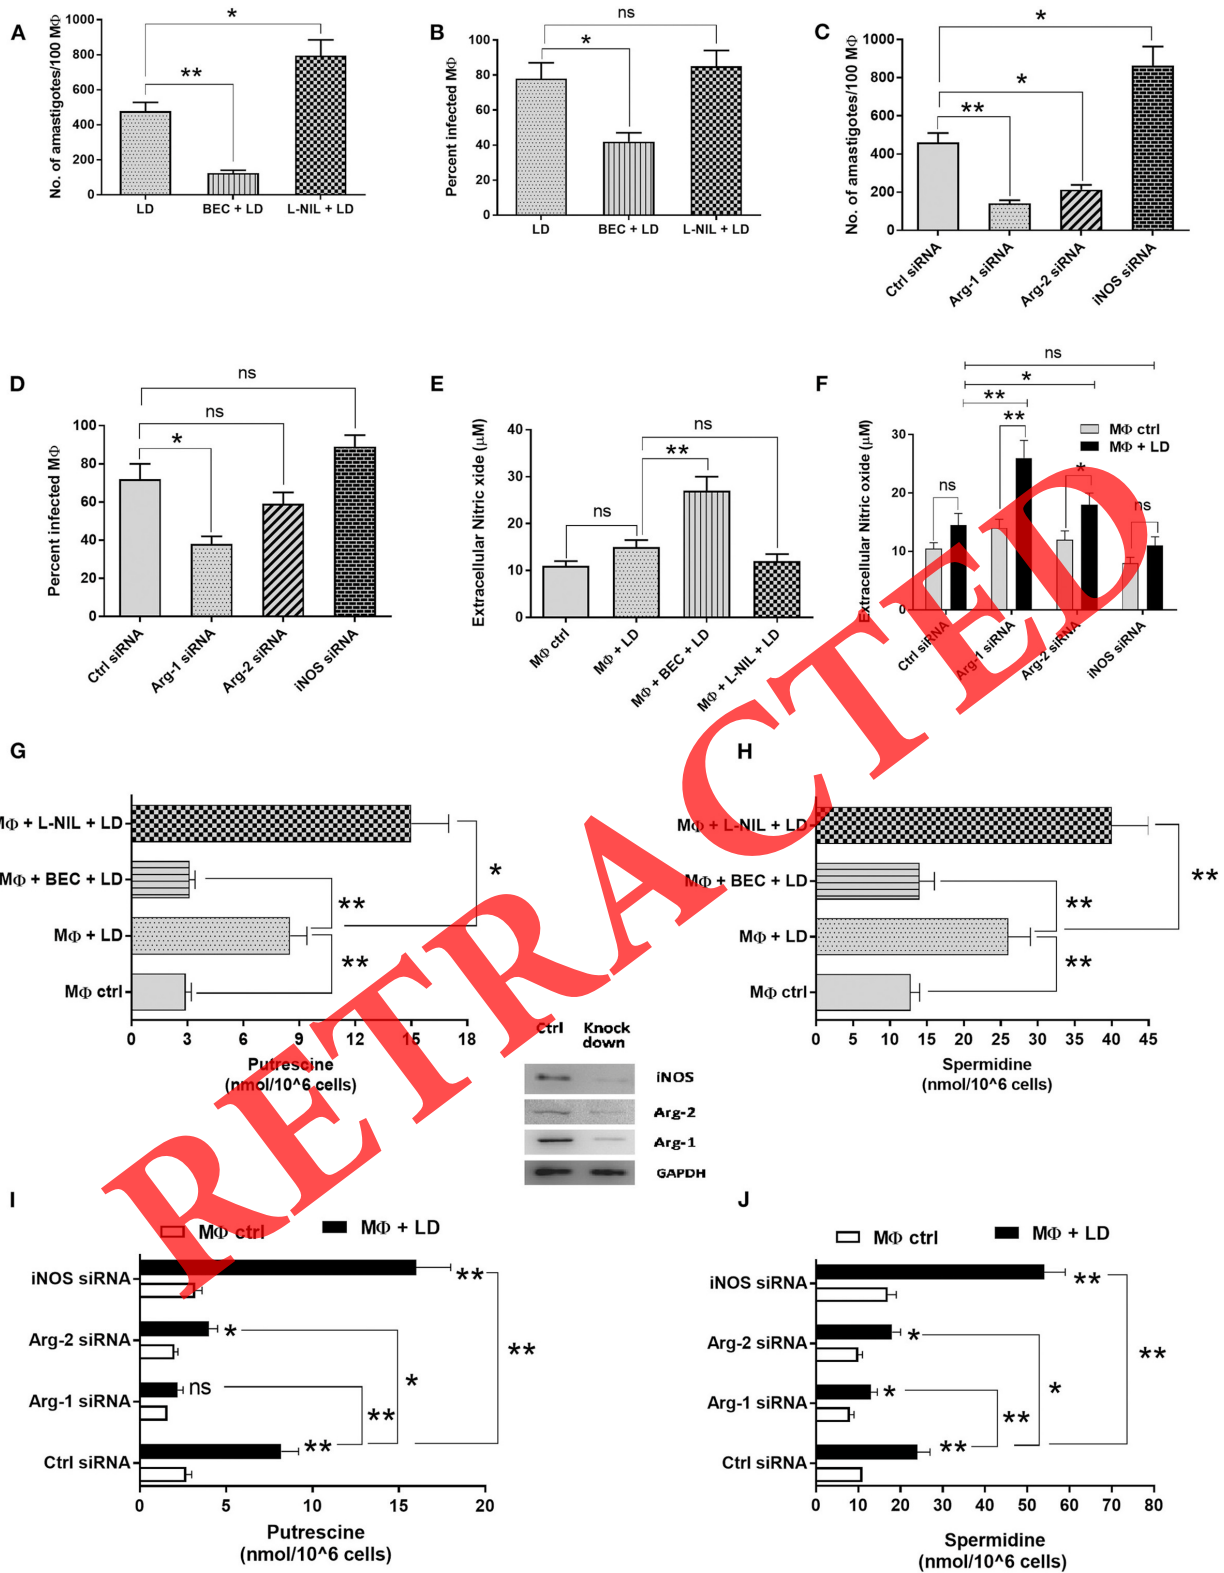 A
No. of amastigotes/100 MΦ
1000
800
600
400
200
0
*
**
LD
BEC + LD
L-NIL + LD
B
Percent infected MΦ
100
80
60
40
20
0
ns
*
LD
BEC + LD
L-NIL + LD
C
No. of amastigotes/100 MΦ
1000
800
600
400
200
0
*
*
**
Ctrl siRNA
Arg-1 siRNA
Arg-2 siRNA
iNOS siRNA
D
Percent infected MΦ
100
80
60
40
20
0
ns
ns
*
Ctrl siRNA
Arg-1 siRNA
Arg-2 siRNA
iNOS siRNA
E
Extracellular Nitric xide (μM)
40
30
20
10
0
ns
**
ns
MΦ ctrl
MΦ + LD
MΦ + BEC + LD
MΦ + L-NIL + LD
F
Extracellular Nitric oxide (μM)
30
20
10
0
ns
*
**
**
ns
*
ns
MΦ ctrl
MΦ + LD
Ctrl siRNA
Arg-1 siRNA
Arg-2 siRNA
iNOS siRNA
RETRACTED
G
MΦ + L-NIL + LD
MΦ + BEC + LD
MΦ + LD
MΦ ctrl
*
**
**
0 3 6 9 12 15 18
Putrescine
(nmol/10^6 cells)
H
MΦ + L-NIL + LD
MΦ + BEC + LD
MΦ + LD
MΦ ctrl
**
**
**
0 5 10 15 20 25 30 35 40 45
Spermidine
(nmol/10^6 cells)
Ctrl Knock
down
iNOS
Arg-2
Arg-1
GAPDH
I
MΦ ctrl
MΦ + LD
iNOS siRNA
Arg-2 siRNA
Arg-1 siRNA
Ctrl siRNA
**
*
ns
**
**
*
**
0 5 10 15 20
Putrescine
(nmol/10^6 cells)
J
MΦ ctrl
MΦ + LD
iNOS siRNA
Arg-2 siRNA
Arg-1 siRNA
Ctrl siRNA
**
*
*
**
**
*
**
0 10 20 30 40 50 60 70 80
Spermidine
(nmol/10^6 cells)